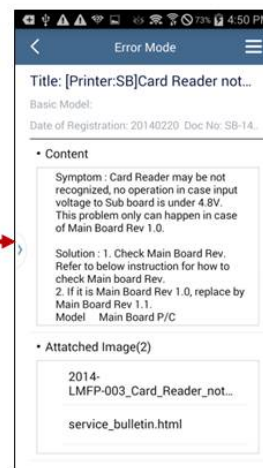 73% 4:50 PM
Error Mode
Title: [Printer:SB]Card Reader not...
Basic Model:
Date of Registration: 20140220 Doc No: SB-14..
• Content
Symptom : Card Reader may be not
recognized, no operation in case input
voltage to Sub board is under 4.8V.
This problem only can happen in case
of Main Board Rev 1.0.
Solution : 1. Check Main Board Rev.
Refer to below instruction for how to
check Main board Rev.
2. If it is Main Board Rev 1.0, replace by
Main Board Rev 1.1.
Model Main Board P/C
• Attatched Image(2)
2014-
LMFP-003_Card_Reader_not...
service_bulletin.html